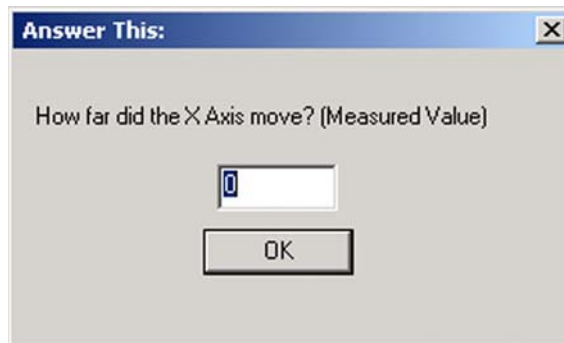 Answer This:
How far did the X Axis move? (Measured Value)
0
OK